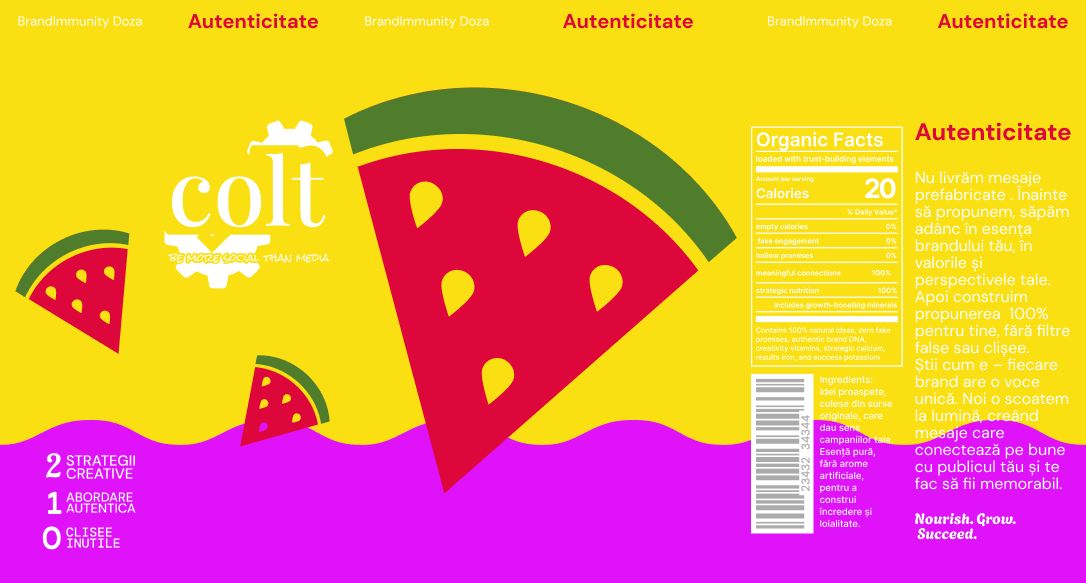 BrandImmunity Doza
Autenticitate
BrandImmunity Doza
Autenticitate
BrandImmunity Doza
Autenticitate
colt
BE MORE SOCIAL THAN MEDIA
2 STRATEGII
CREATIVE
1 ABORDARE
AUTENTICA
0 CLISEE
INUTILE
Organic Facts
loaded with trust-building elements
Amount per serving
Calories 20
% Daily Value*
empty calories 0%
fake engagement 0%
hollow promises 0%
meaningful connections 100%
strategic nutrition 100%
Includes growth-boosting minerals
Contains 100% natural ideas, zero fake
promises, authentic brand DNA,
creativity vitamins, strategic calcium,
results iron, and success potassium
23432 34344
Ingredients:
Idei proaspete,
culese din surse
originale, care
dau sens
campaniilor tale.
Esență pură,
fără arome
artificiale,
pentru a
construi
încredere și
loialitate.
Autenticitate
Nu livrăm mesaje
prefabricate . Înainte
să propunem, săpăm
adânc în esența
brandului tău, în
valorile și
perspectivele tale.
Apoi construim
propunerea 100%
pentru tine, fără filtre
false sau clișee.
Știi cum e – fiecare
brand are o voce
unică. Noi o scoatem
la lumină, creând
mesaje care
conectează pe bune
cu publicul tău și te
fac să fii memorabil.
Nourish. Grow.
Succeed.